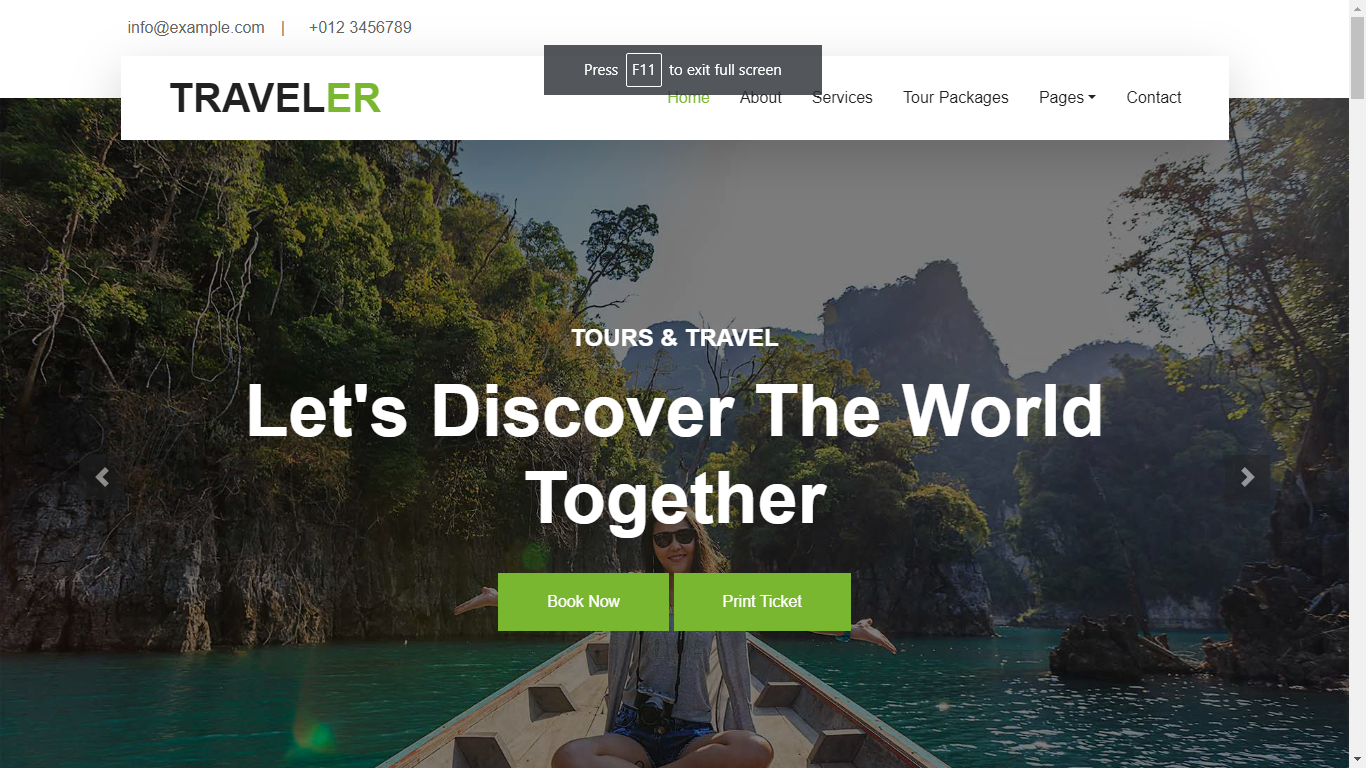 info@example.com | +012 3456789
Press F11 to exit full screen
TRAVELER
Home About Services Tour Packages Pages Contact
TOURS & TRAVEL
Let's Discover The World
Together
Book Now Print Ticket